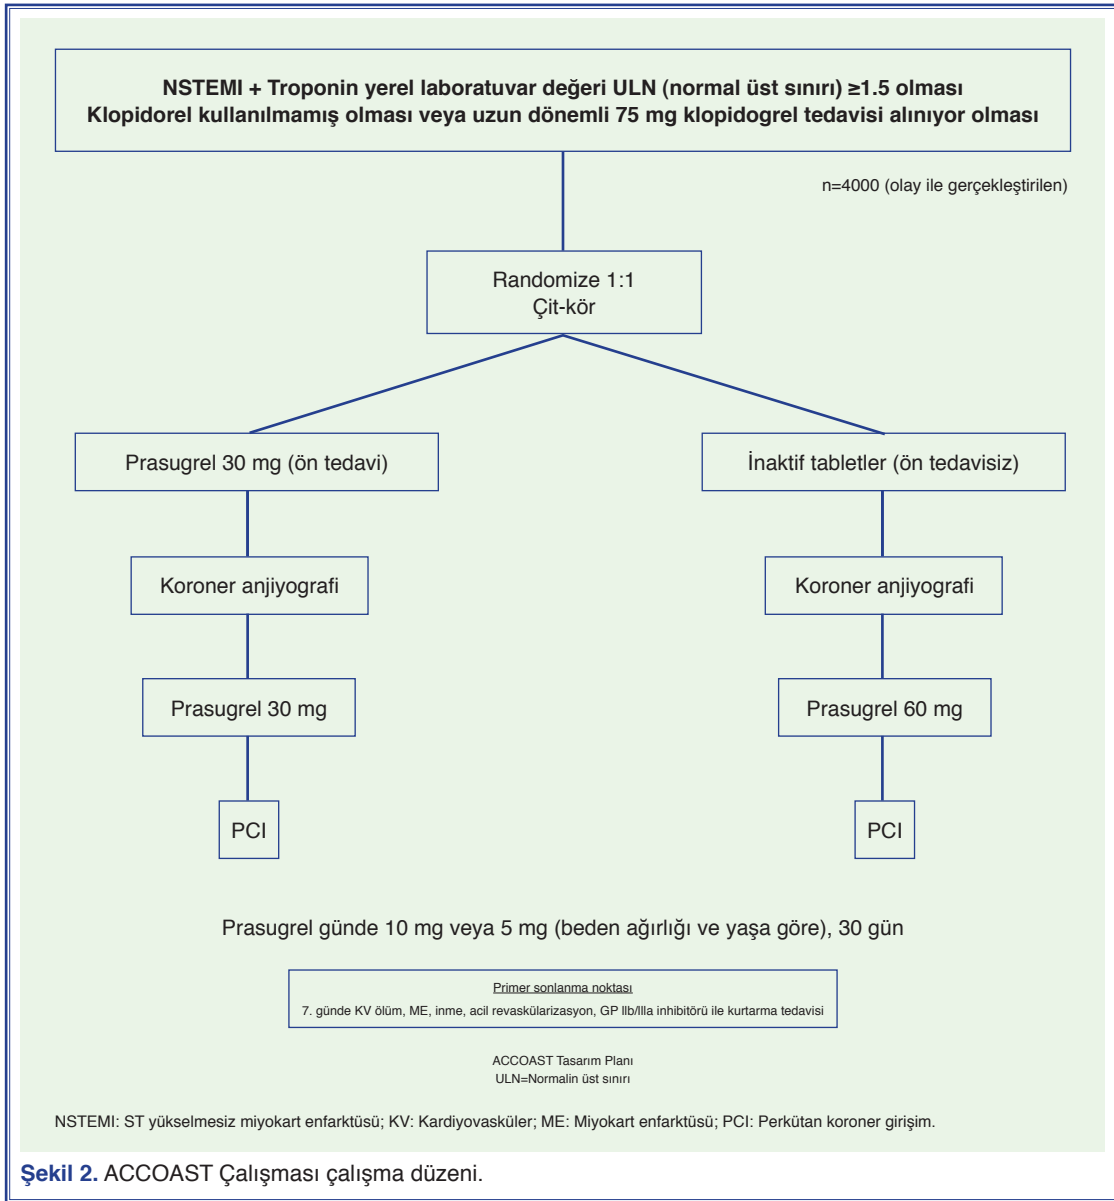 NSTEMI + Troponin yerel laboratuvar değeri ULN (normal üst sınırı) ≥1.5 olması
Klopidorel kullanılmamış olması veya uzun dönemli 75 mg klopidogrel tedavisi alınıyor olması
n=4000 (olay ile gerçekleştirilen)
Randomize 1:1
Çit-kör
Prasugrel 30 mg (ön tedavi)
İnaktif tabletler (ön tedavisiz)
Koroner anjiyografi
Koroner anjiyografi
Prasugrel 30 mg
Prasugrel 60 mg
PCI
PCI
Prasugrel günde 10 mg veya 5 mg (beden ağırlığı ve yaşa göre), 30 gün
Primer sonlanma noktası
7. günde KV ölüm, ME, inme, acil revaskülarizasyon, GP IIb/IIIa inhibitörü ile kurtarma tedavisi
ACCOAST Tasarım Planı
ULN=Normalin üst sınırı
NSTEMI: ST yükselmesiz miyokart enfarktüsü; KV: Kardiyovasküler; ME: Miyokart enfarktüsü; PCI: Perkütan koroner girişim.
Şekil 2. ACCOAST Çalışması çalışma düzeni.